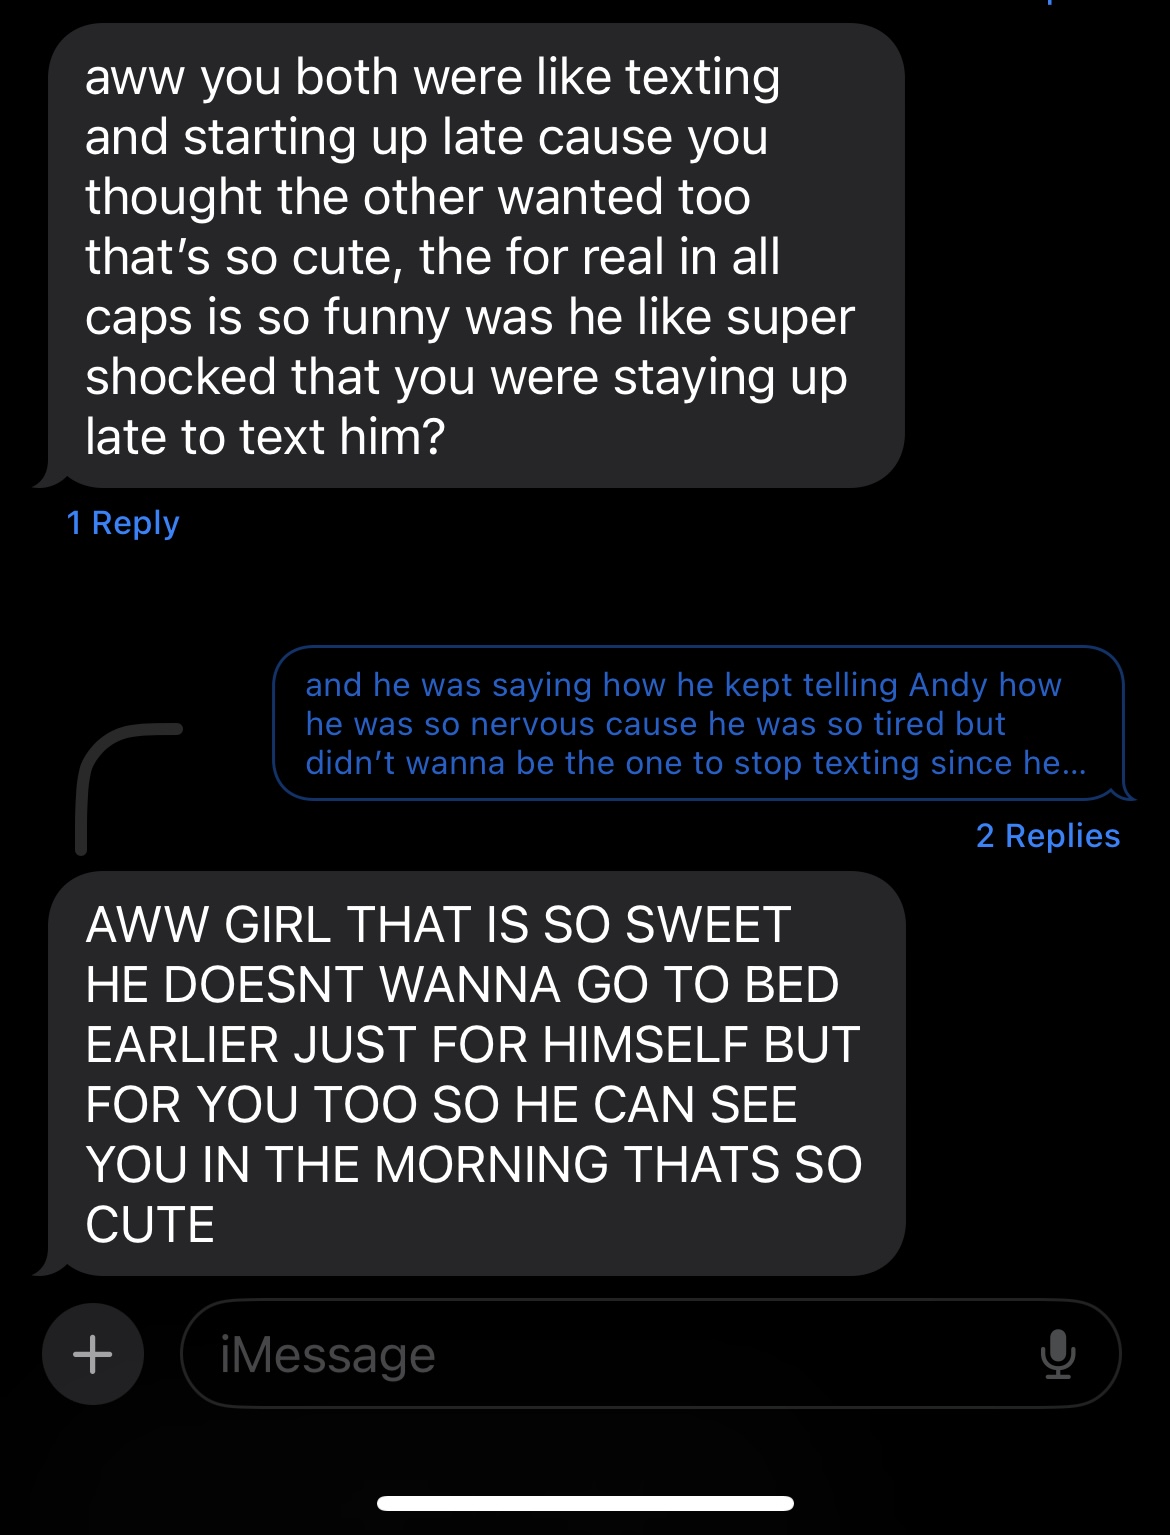 aww you both were like texting
and starting up late cause you
thought the other wanted too
that’s so cute, the for real in all
caps is so funny was he like super
shocked that you were staying up
late to text him?
1 Reply
and he was saying how he kept telling Andy how
he was so nervous cause he was so tired but
didn’t wanna be the one to stop texting since he...
2 Replies
AWW GIRL THAT IS SO SWEET
HE DOESNT WANNA GO TO BED
EARLIER JUST FOR HIMSELF BUT
FOR YOU TOO SO HE CAN SEE
YOU IN THE MORNING THATS SO
CUTE
iMessage